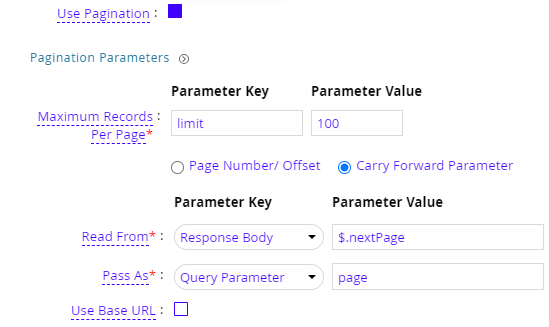 Use Pagination :
Pagination Parameters
Parameter Key Parameter Value
Maximum Records Per Page* : limit 100
Page Number/ Offset Carry Forward Parameter
Parameter Key Parameter Value
Read From* : Response Body $.nextPage
Pass As* : Query Parameter page
Use Base URL :